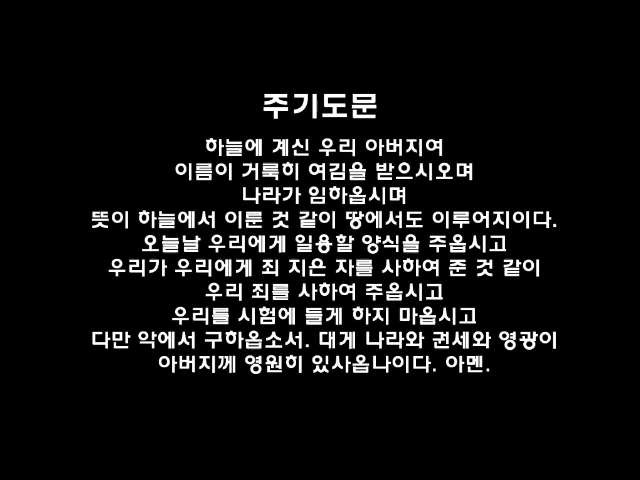 주기도문
하늘에 계신 우리 아버지여
이름이 거룩히 여김을 받으시오며
나라가 임하옵시며
뜻이 하늘에서 이룬 것 같이 땅에서도 이루어지이다.
오늘날 우리에게 일용할 양식을 주옵시고
우리가 우리에게 죄 지은 자를 사하여 준 것 같이
우리 죄를 사하여 주옵시고
우리를 시험에 들게 하지 마옵시고
다만 악에서 구하옵소서. 대게 나라와 권세와 영광이
아버지께 영원히 있사옵나이다. 아멘.